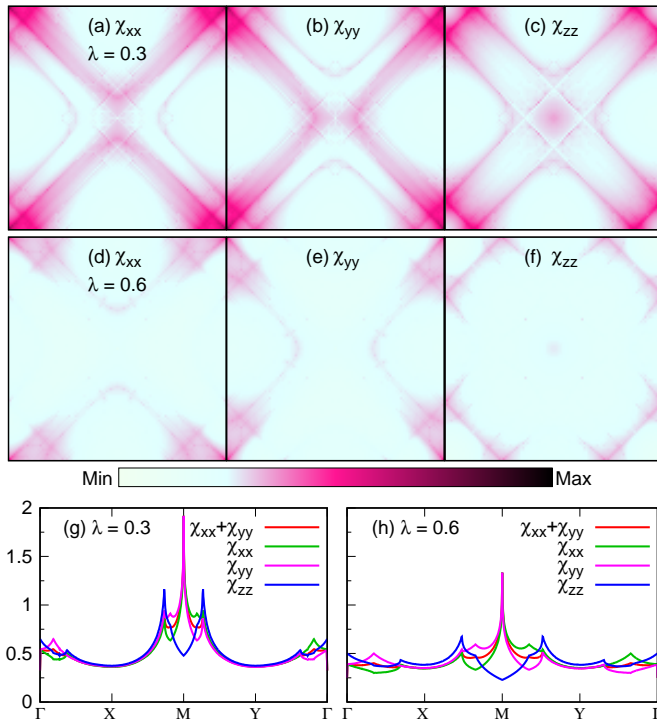 (a) χxx
λ = 0.3
(b) χyy
(c) χzz
(d) χxx
λ = 0.6
(e) χyy
(f) χzz
Min
Max
(g) λ = 0.3
χxx+χyy
χxx
χyy
χzz
2
1.5
1
0.5
0
Γ X M Y Γ
(h) λ = 0.6
χxx+χyy
χxx
χyy
χzz
Γ X M Y Γ